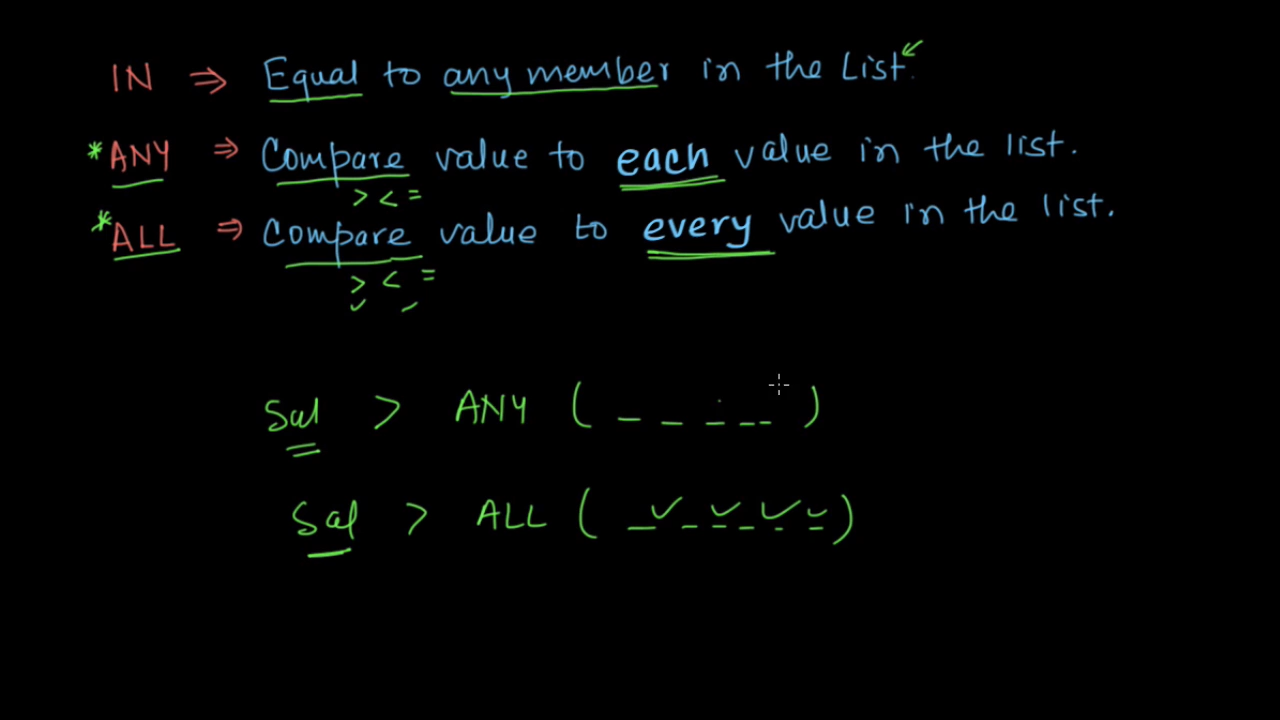 IN ⇒ Equal to any member in the List.
*ANY ⇒ Compare value to each value in the list.
> < =
*ALL ⇒ Compare value to every value in the list.
> < =
Sal > ANY ( _ _ _ _ _ )
Sal > ALL ( _ _ _ _ _ _ )